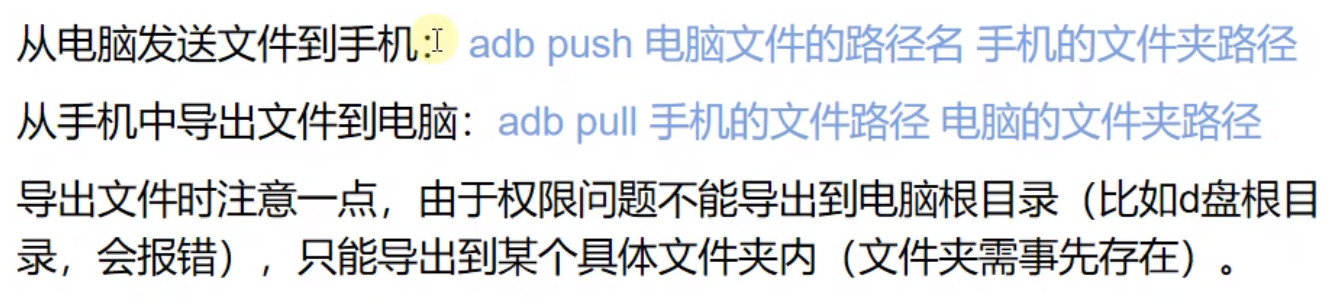 从电脑发送文件到手机：adb push 电脑文件的路径名 手机的文件夹路径
从手机中导出文件到电脑：adb pull 手机的文件路径 电脑的文件夹路径
导出文件时注意一点，由于权限问题不能导出到电脑根目录（比如d盘根目
录，会报错），只能导出到某个具体文件夹内（文件夹需事先存在）。